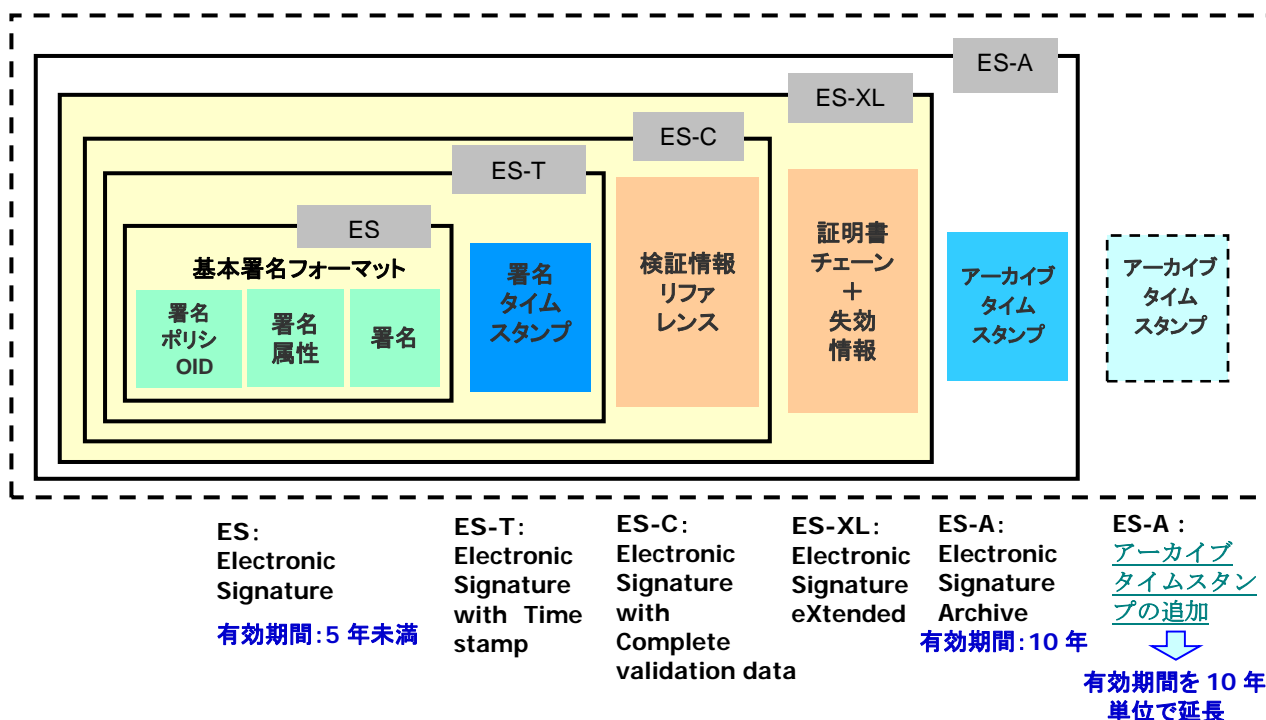 ES-A
ES-XL
ES-C
ES-T
ES
基本署名フォーマット
署名
ポリシ
OID
署名
属性
署名
署名
タイム
スタンプ
検証情報
リファ
レンス
証明書
チェーン
＋
失効
情報
アーカイブ
タイム
スタンプ
アーカイブ
タイム
スタンプ
ES:
Electronic
Signature
有効期間:5 年未満
ES-T:
Electronic
Signature
with Time
stamp
ES-C:
Electronic
Signature
with
Complete
validation data
ES-XL:
Electronic
Signature
eXtended
ES-A:
Electronic
Signature
Archive
有効期間:10 年
ES-A :
アーカイブ
タイムスタン
プの追加
有効期間を 10 年
単位で延長